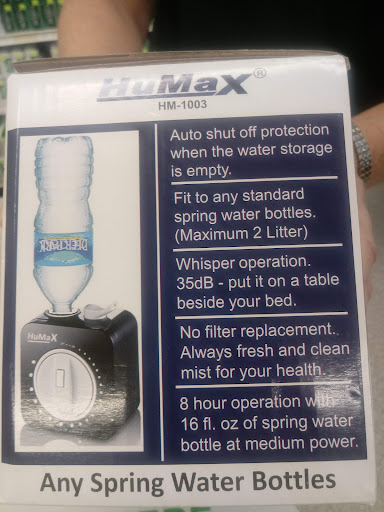 HuMaX®
HM-1003
Auto shut off protection
when the water storage
is empty.
Fit to any standard
spring water bottles.
(Maximum 2 Litter)
Whisper operation.
35dB - put it on a table
beside your bed.
No filter replacement.
Always fresh and clean
mist for your health.
8 hour operation with
16 fl. oz of spring water
bottle at medium power.
DEER PARK
HuMaX
Any Spring Water Bottles